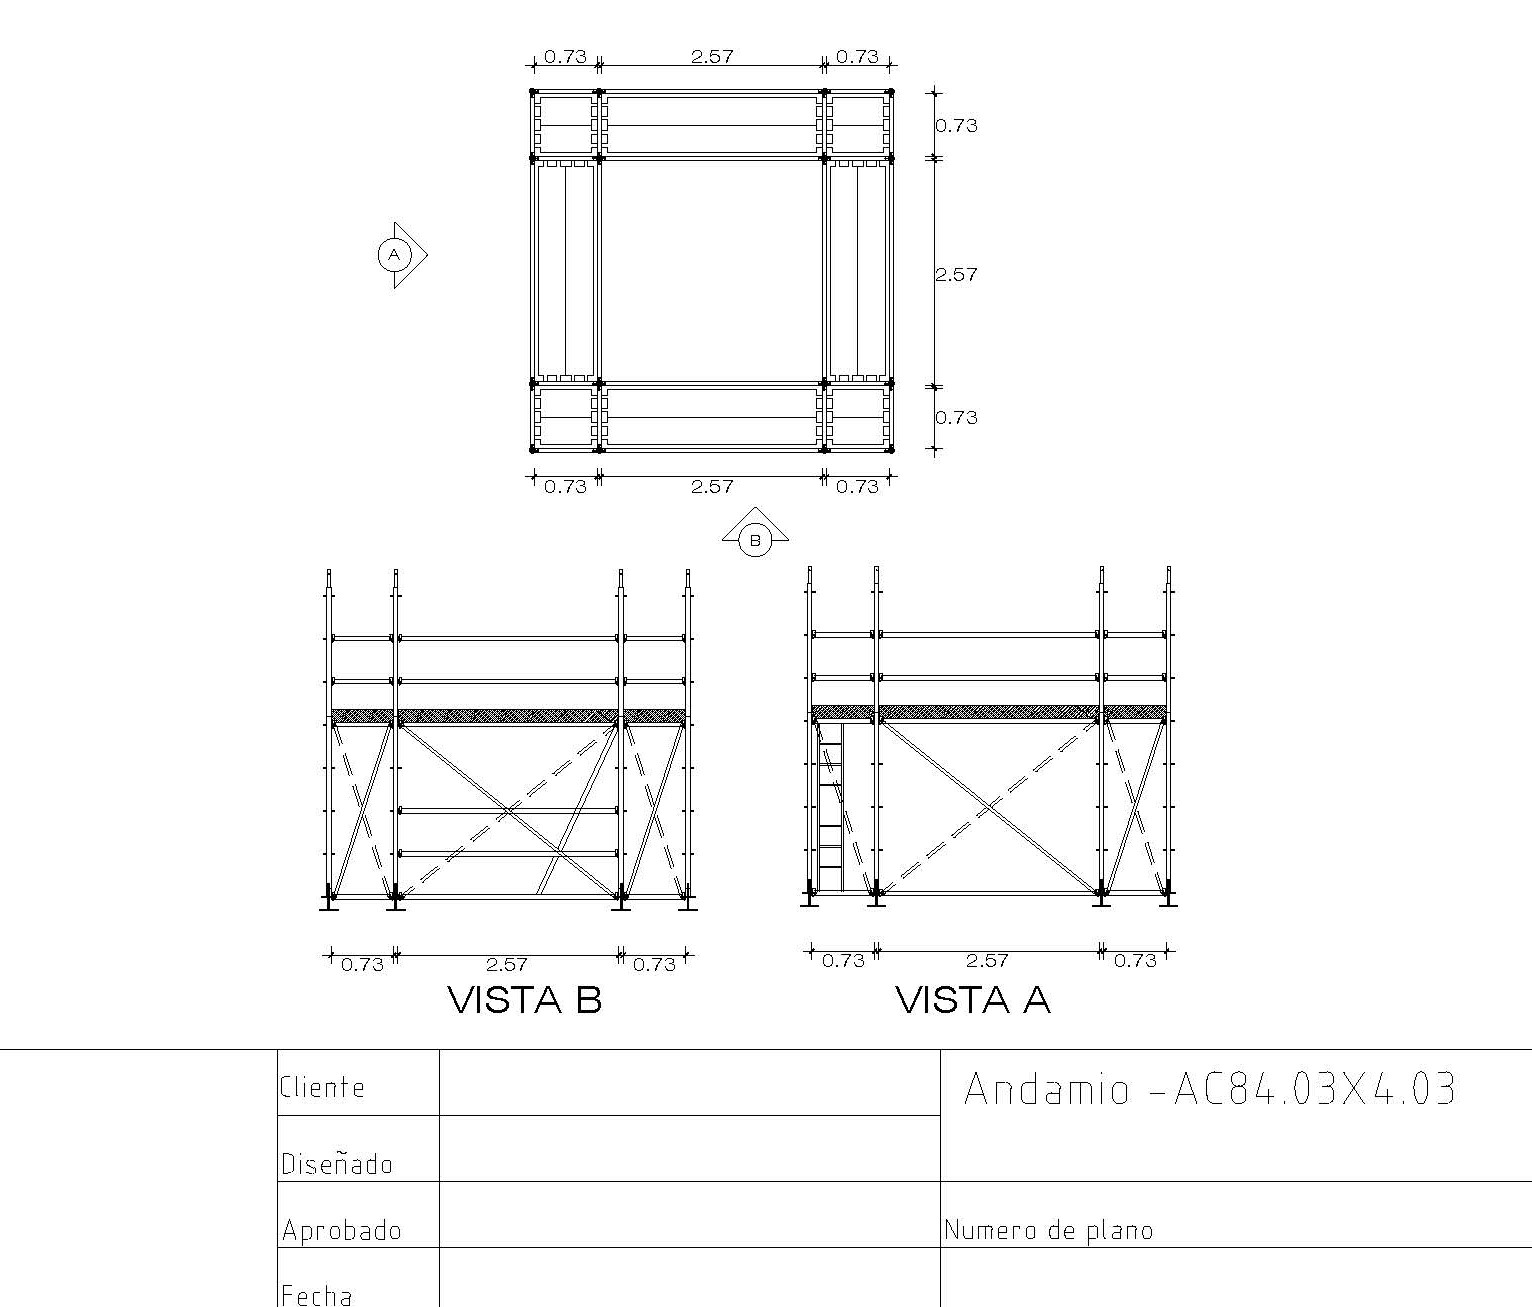 0.73 2.57 0.73
0.73
A
2.57
0.73
0.73 2.57 0.73
B
0.73 2.57 0.73
0.73 2.57 0.73
VISTA B
VISTA A
Cliente
Andamio -AC84.03X4.03
Diseñado
Aprobado
Numero de plano
Fecha